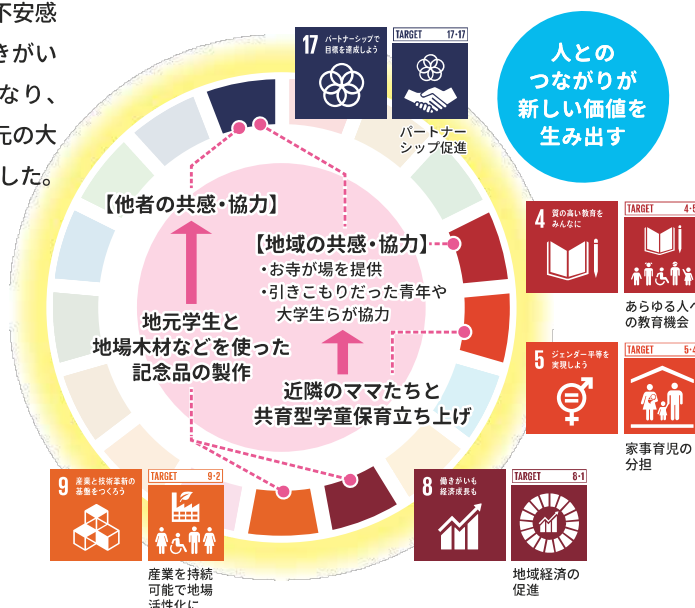 不安感
きがい
なり、
元の大
した。
17 パートナーシップで
目標を達成しよう
TARGET 17-17
パートナー
シップ促進
人との
つながりが
新しい価値を
生み出す
【他者の共感・協力】
【地域の共感・協力】
・お寺が場を提供
・引きこもりだった青年や
大学生らが協力
地元学生と
地場木材などを使った
記念品の製作
近隣のママたちと
共育型学童保育立ち上げ
4 質の高い教育を
みんなに
TARGET
あらゆる人へ
の教育機会
5 ジェンダー平等を
実現しよう
TARGET
家事育児の
分担
9 産業と技術革新の
基盤をつくろう
TARGET 9-2
産業を持続
可能で地場
活性化に
8 働きがいも
経済成長も
TARGET 8-1
地域経済の
促進